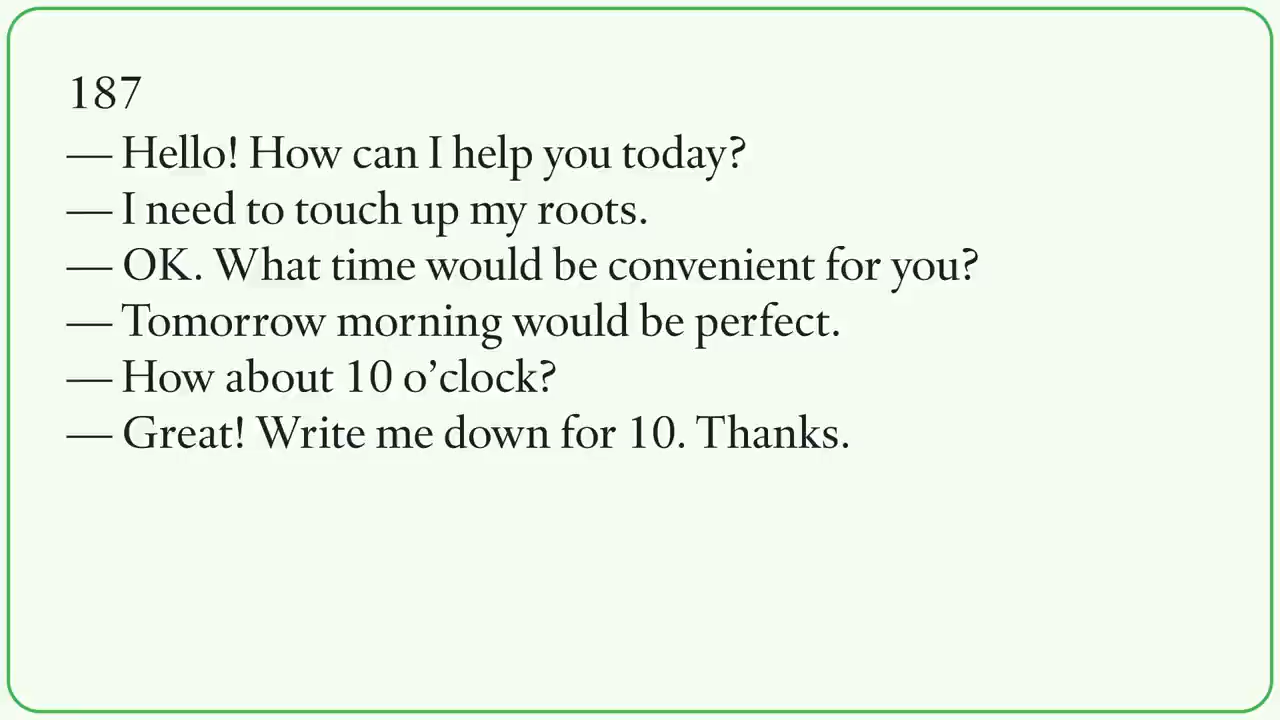 187
— Hello! How can I help you today?
— I need to touch up my roots.
— OK. What time would be convenient for you?
— Tomorrow morning would be perfect.
— How about 10 o’clock?
— Great! Write me down for 10. Thanks.